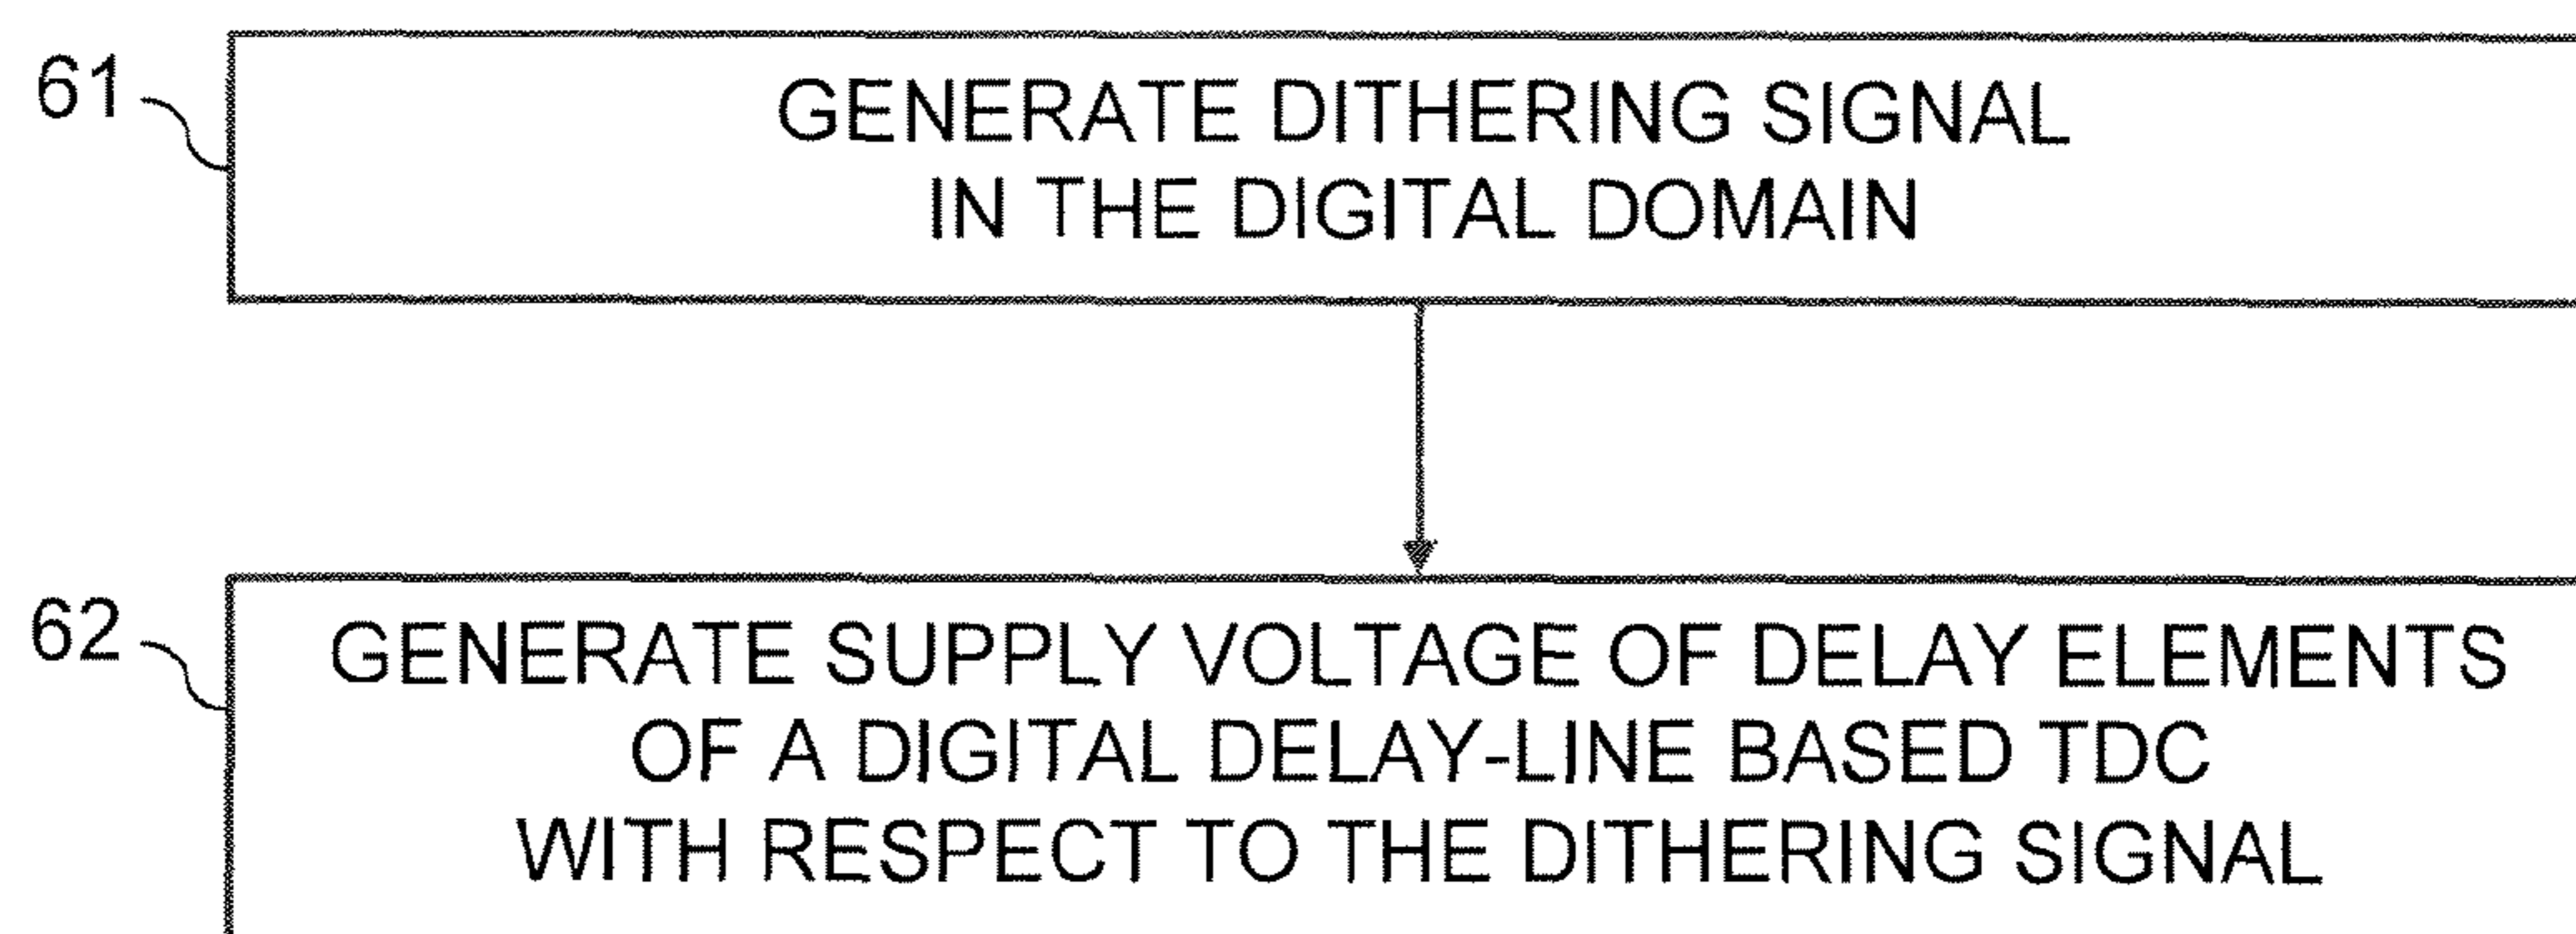 61
GENERATE DITHERING SIGNAL
IN THE DIGITAL DOMAIN
62
GENERATE SUPPLY VOLTAGE OF DELAY ELEMENTS
OF A DIGITAL DELAY-LINE BASED TDC
WITH RESPECT TO THE DITHERING SIGNAL